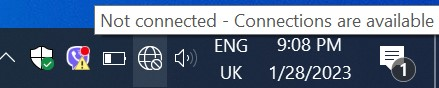 Not connected - Connections are available
ENG 9:08 PM
UK 1/28/2023
1